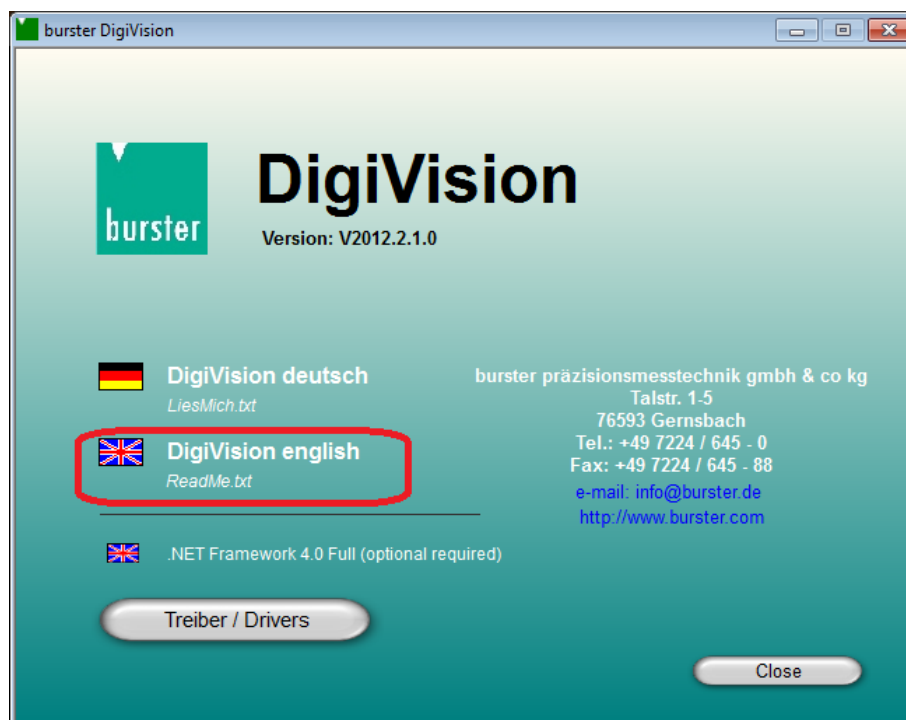 burster DigiVision
burster
DigiVision
Version: V2012.2.1.0
DigiVision deutsch
LiesMich.txt
DigiVision english
ReadMe.txt
.NET Framework 4.0 Full (optional required)
Treiber / Drivers
burster präzisionsmesstechnik gmbh & co kg
Talstr. 1-5
76593 Gernsbach
Tel.: +49 7224 / 645 - 0
Fax: +49 7224 / 645 - 88
e-mail: info@burster.de
http://www.burster.com
Close